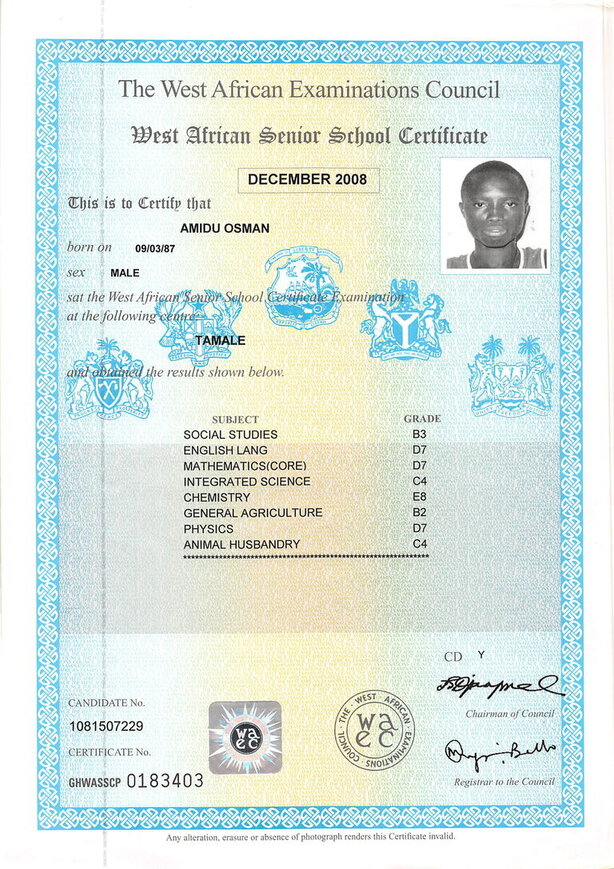 The West African Examinations Council
West African Senior School Certificate
DECEMBER 2008
This is to Certify that
AMIDU OSMAN
born on 09/03/87
sex MALE
sat the West African Senior School Certificate Examination
at the following centre:-
TAMALE
and obtained the results shown below.
SUBJECT GRADE
SOCIAL STUDIES B3
ENGLISH LANG D7
MATHEMATICS(CORE) D7
INTEGRATED SCIENCE C4
CHEMISTRY E8
GENERAL AGRICULTURE B2
PHYSICS D7
ANIMAL HUSBANDRY C4
CD Y
Chairman of Council
CANDIDATE No.
1081507229
CERTIFICATE No.
GHWASSCP 0183403
waec
THE WEST AFRICAN EXAMINATIONS COUNCIL
waec
Registrar to the Council
Any alteration, erasure or absence of photograph renders this Certificate invalid.